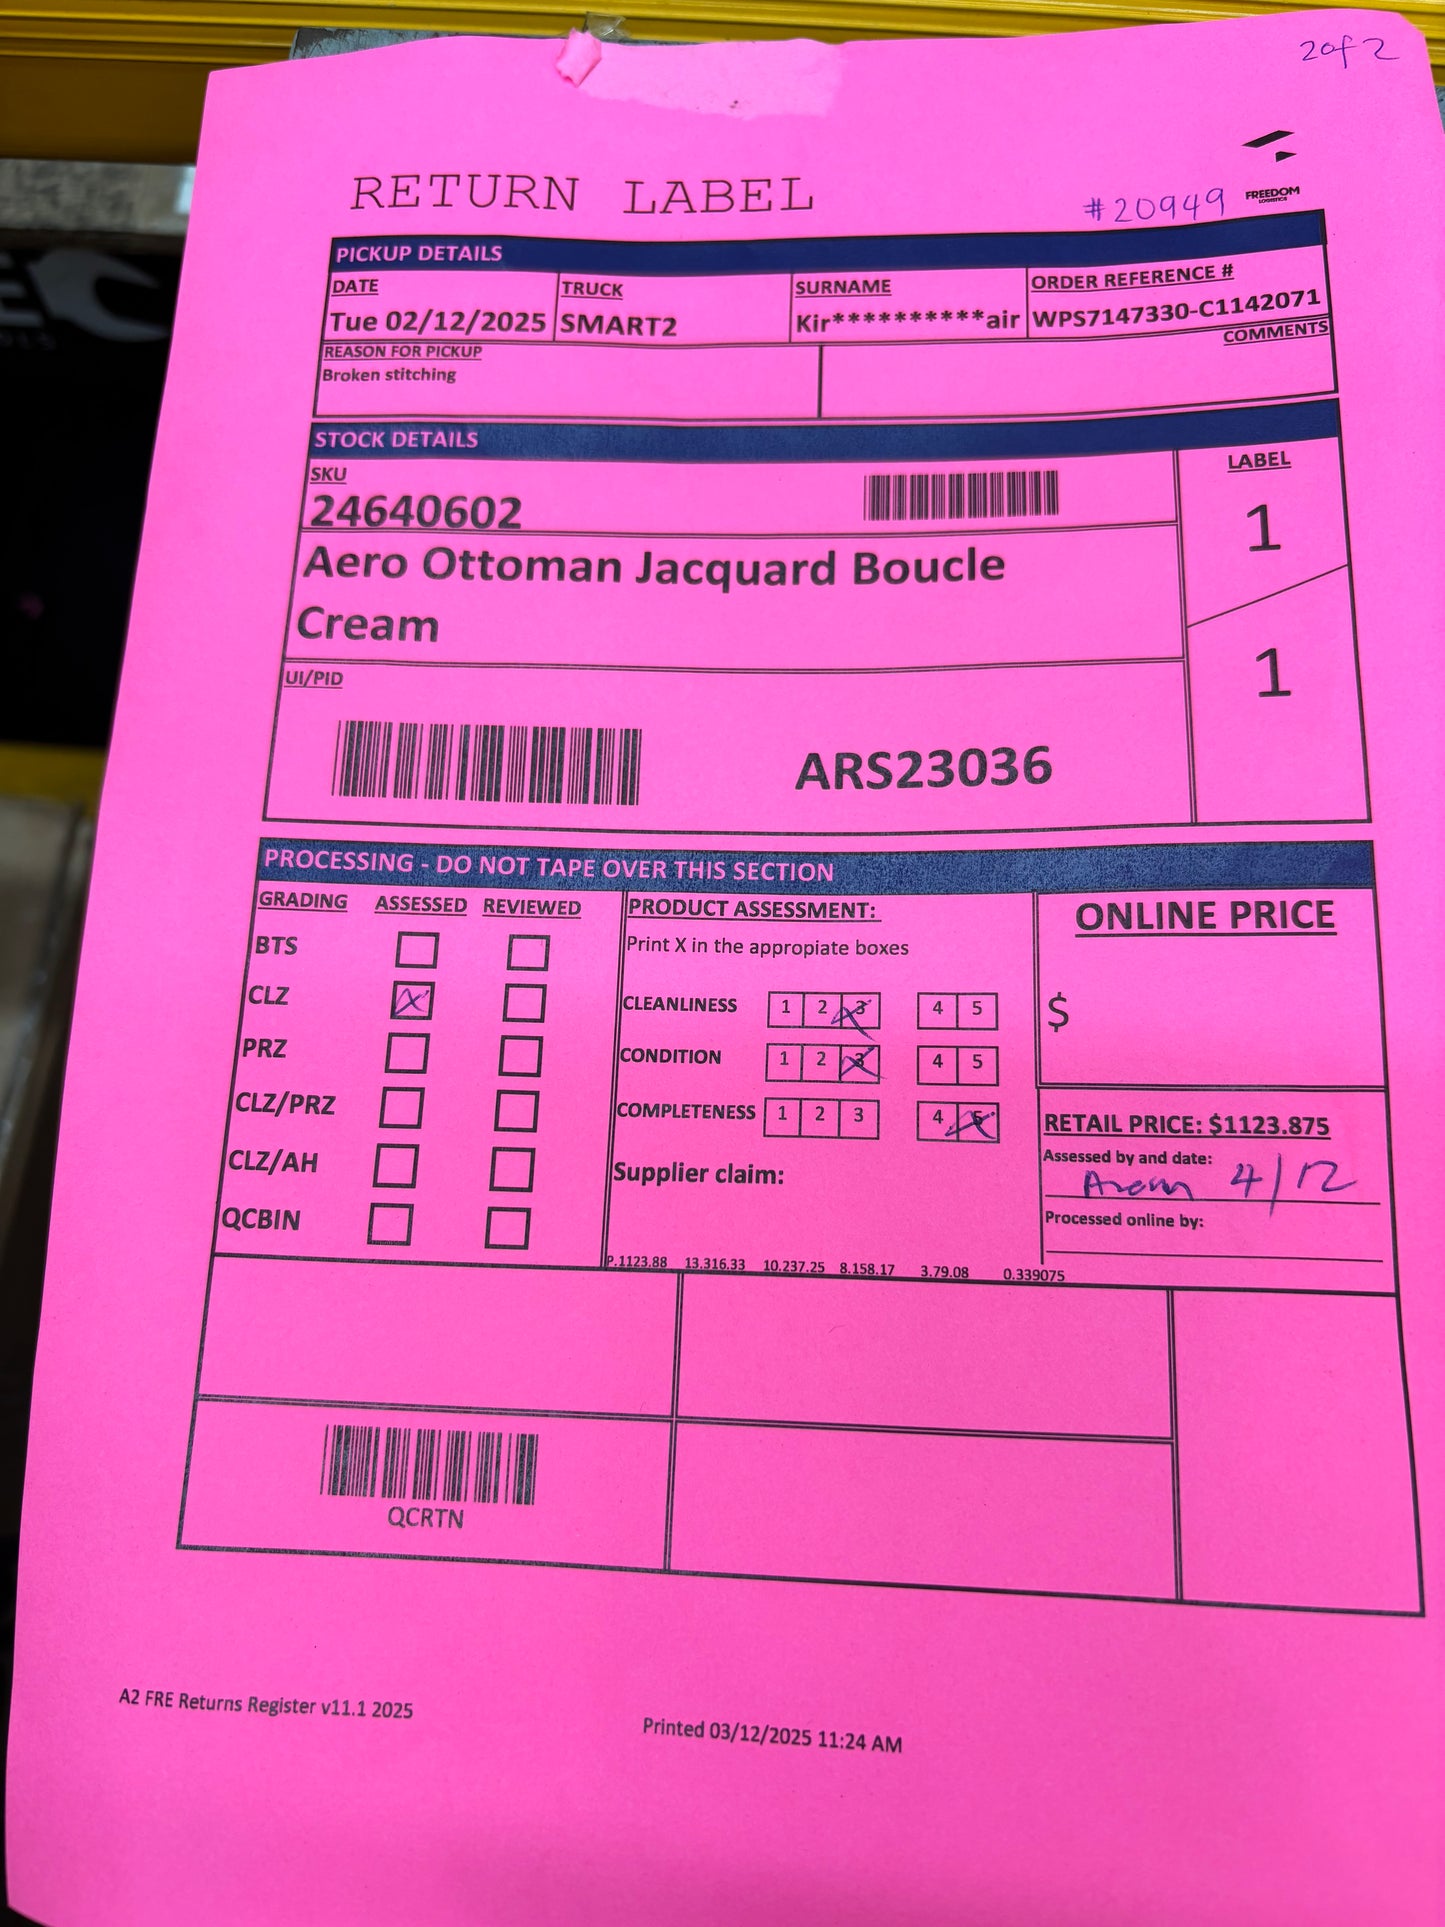 2 of 2
FREEDOM
LOGISTICS
RETURN LABEL
#20949
PICKUP DETAILS
DATE TRUCK SURNAME ORDER REFERENCE #
Tue 02/12/2025 SMART2 Kir**********air WPS7147330-C1142071
REASON FOR PICKUP COMMENTS
Broken stitching
STOCK DETAILS
SKU LABEL
24640602 1
Aero Ottoman Jacquard Boucle
Cream
1
UI/PID
ARS23036
PROCESSING - DO NOT TAPE OVER THIS SECTION
GRADING ASSESSED REVIEWED PRODUCT ASSESSMENT: ONLINE PRICE
BTS Print X in the appropiate boxes
CLZ X CLEANLINESS 1 2 3 X 4 5 $
PRZ CONDITION 1 2 3 X 4 5
CLZ/PRZ COMPLETENESS 1 2 3 4 5 X RETAIL PRICE: $1123.875
CLZ/AH Supplier claim: Assessed by and date:
4/12
QCBIN Processed online by:
P.1123.88 13.316.33 10.237.25 8.158.17 3.79.08 0.339075
QCRTN
A2 FRE Returns Register v11.1 2025
Printed 03/12/2025 11:24 AM